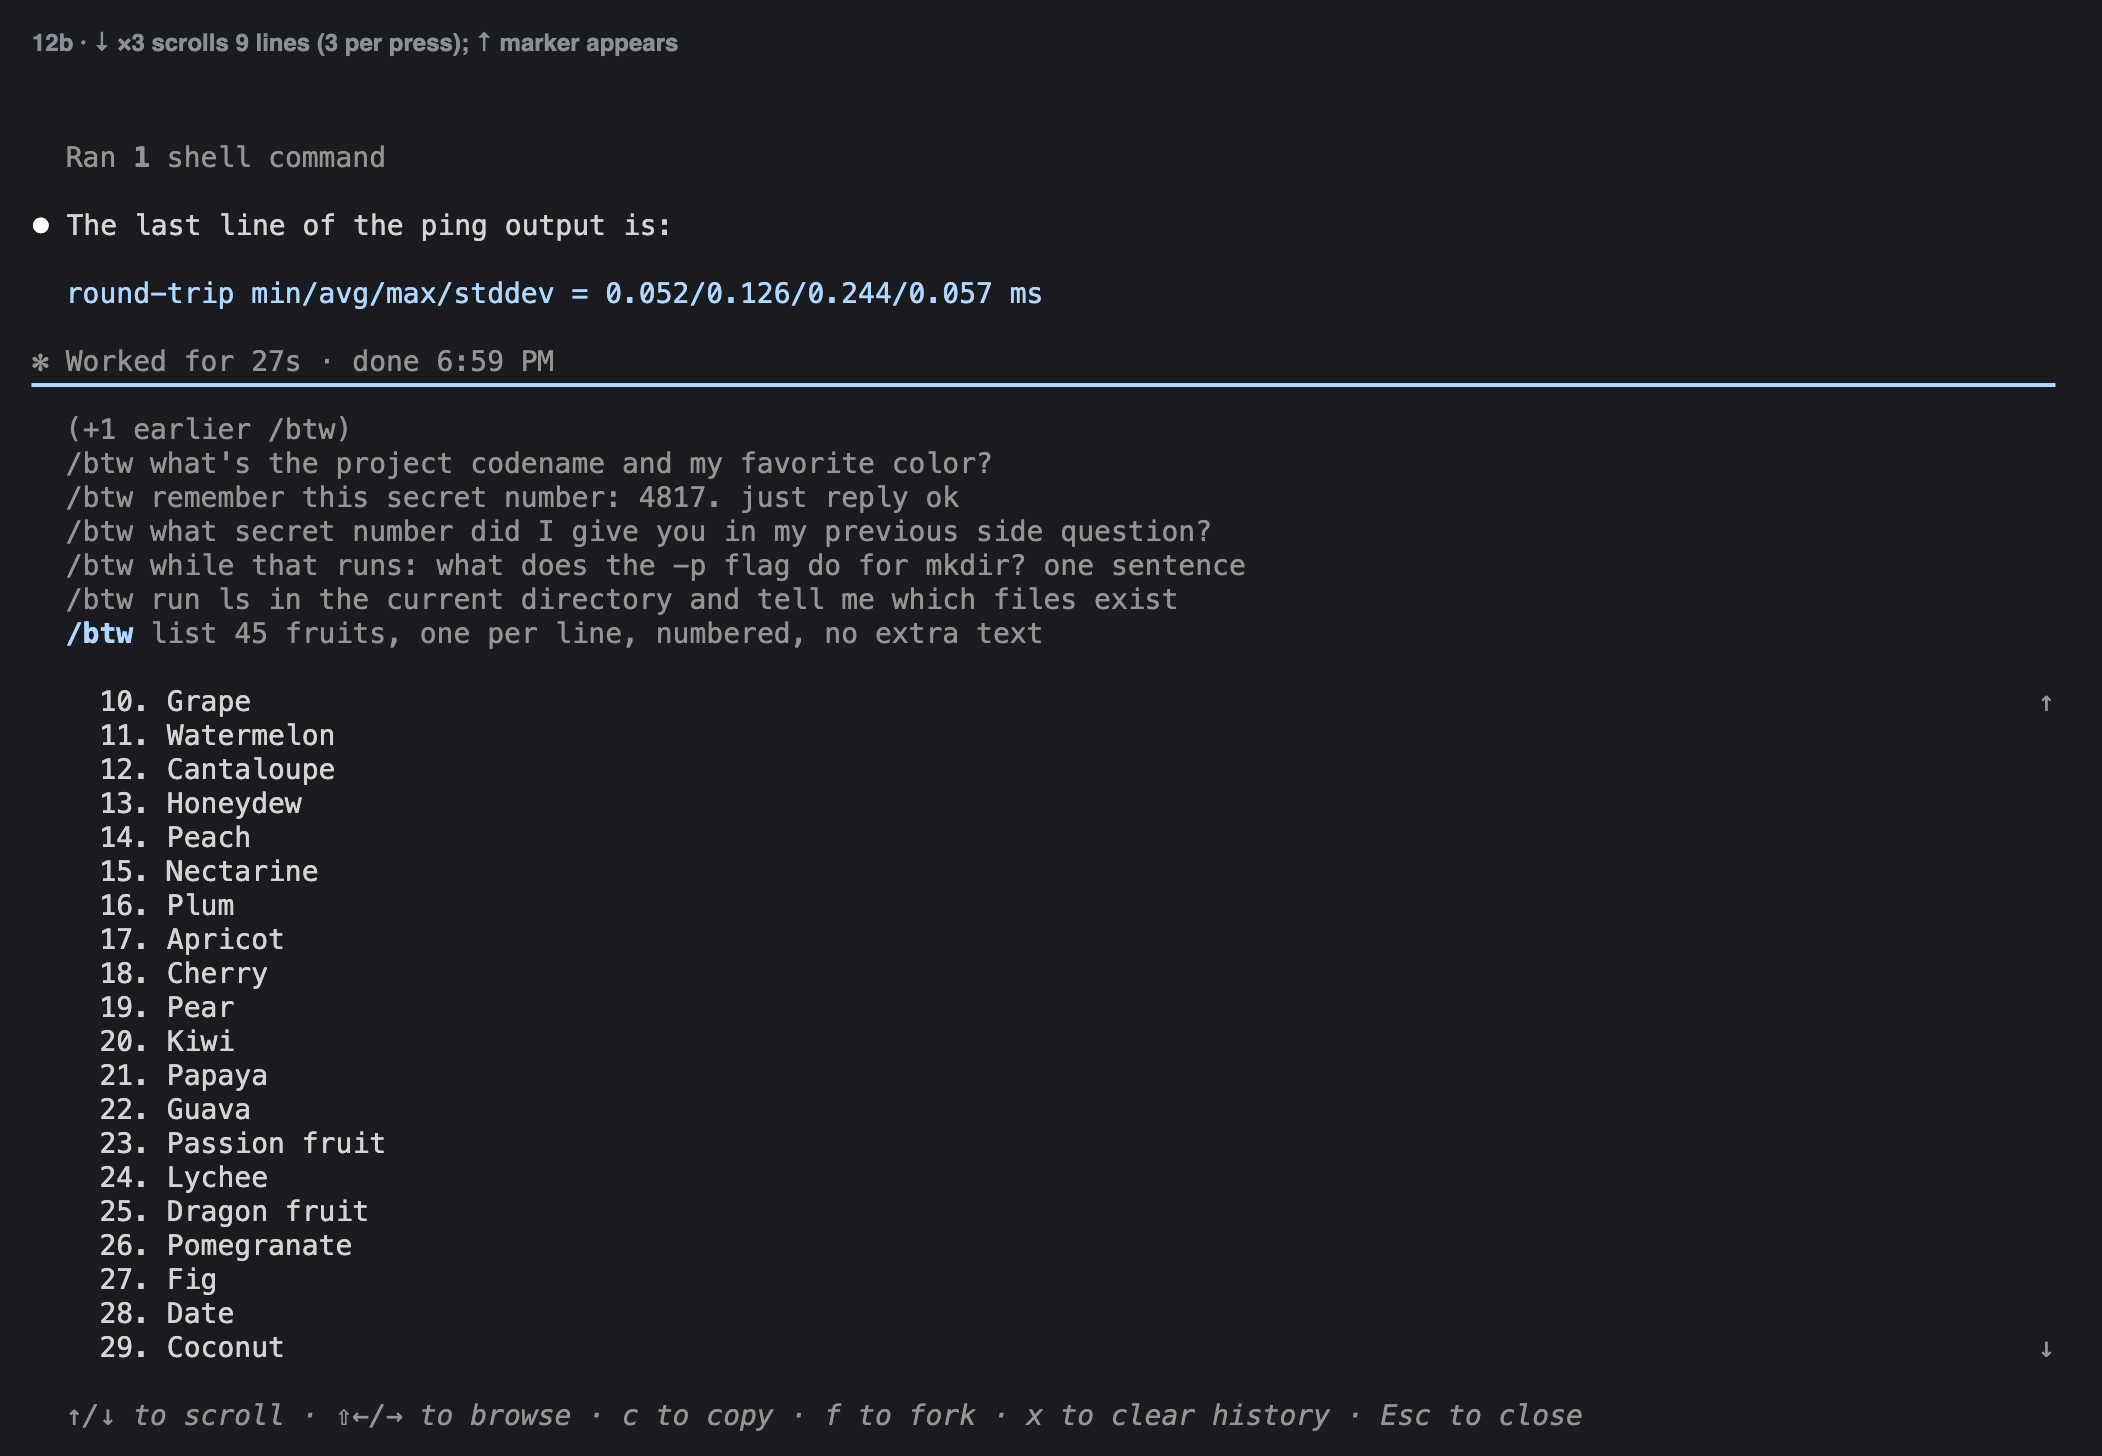 12b · ↓ ×3 scrolls 9 lines (3 per press); ↑ marker appears
Ran 1 shell command
● The last line of the ping output is:
round-trip min/avg/max/stddev = 0.052/0.126/0.244/0.057 ms
✻ Worked for 27s · done 6:59 PM
(+1 earlier /btw)
/btw what's the project codename and my favorite color?
/btw remember this secret number: 4817. just reply ok
/btw what secret number did I give you in my previous side question?
/btw while that runs: what does the -p flag do for mkdir? one sentence
/btw run ls in the current directory and tell me which files exist
/btw list 45 fruits, one per line, numbered, no extra text
10. Grape ↑
11. Watermelon
12. Cantaloupe
13. Honeydew
14. Peach
15. Nectarine
16. Plum
17. Apricot
18. Cherry
19. Pear
20. Kiwi
21. Papaya
22. Guava
23. Passion fruit
24. Lychee
25. Dragon fruit
26. Pomegranate
27. Fig
28. Date
29. Coconut ↓
↑/↓ to scroll · ⇧←/→ to browse · c to copy · f to fork · x to clear history · Esc to close